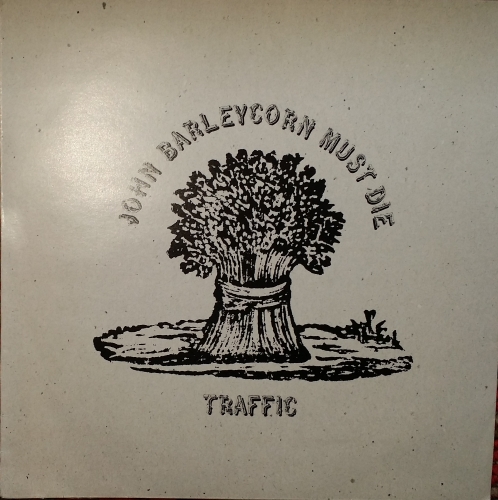 JOHN BARLEYCORN MUST DIE
TRAFFIC